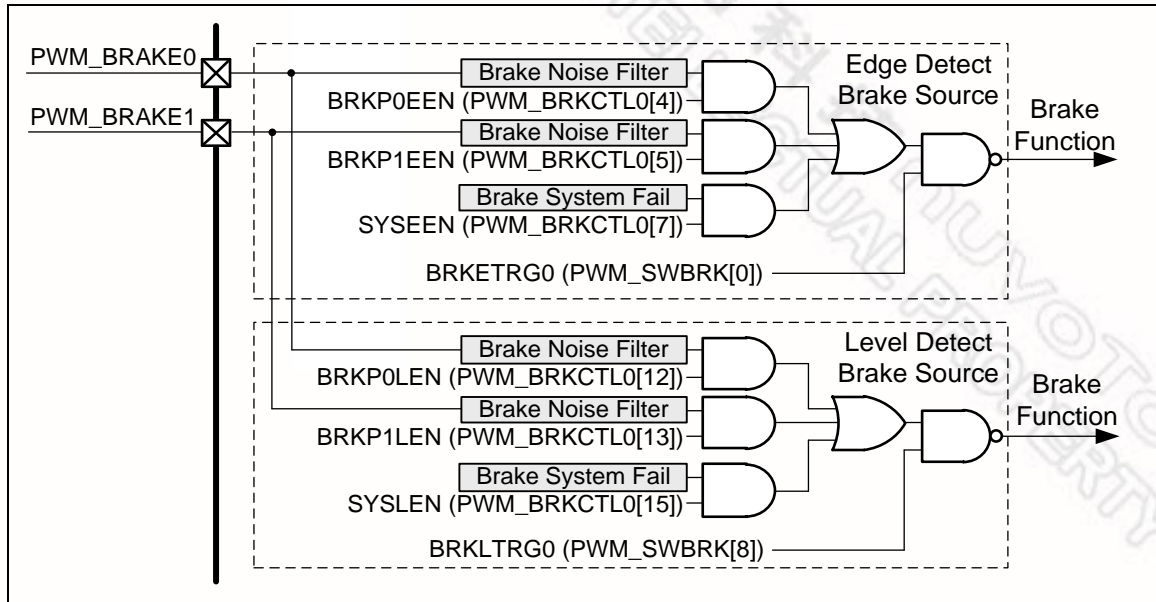 PWM_BRAKE0
PWM_BRAKE1
Brake Noise Filter
BRKP0EEN (PWM_BRKCTL0[4])
Brake Noise Filter
BRKP1EEN (PWM_BRKCTL0[5])
Brake System Fail
SYSEEN (PWM_BRKCTL0[7])
BRKETRG0 (PWM_SWBRK[0])
Edge Detect
Brake Source
Brake
Function
Brake Noise Filter
BRKP0LEN (PWM_BRKCTL0[12])
Brake Noise Filter
BRKP1LEN (PWM_BRKCTL0[13])
Brake System Fail
SYSLEN (PWM_BRKCTL0[15])
BRKLTRG0 (PWM_SWBRK[8])
Level Detect
Brake Source
Brake
Function